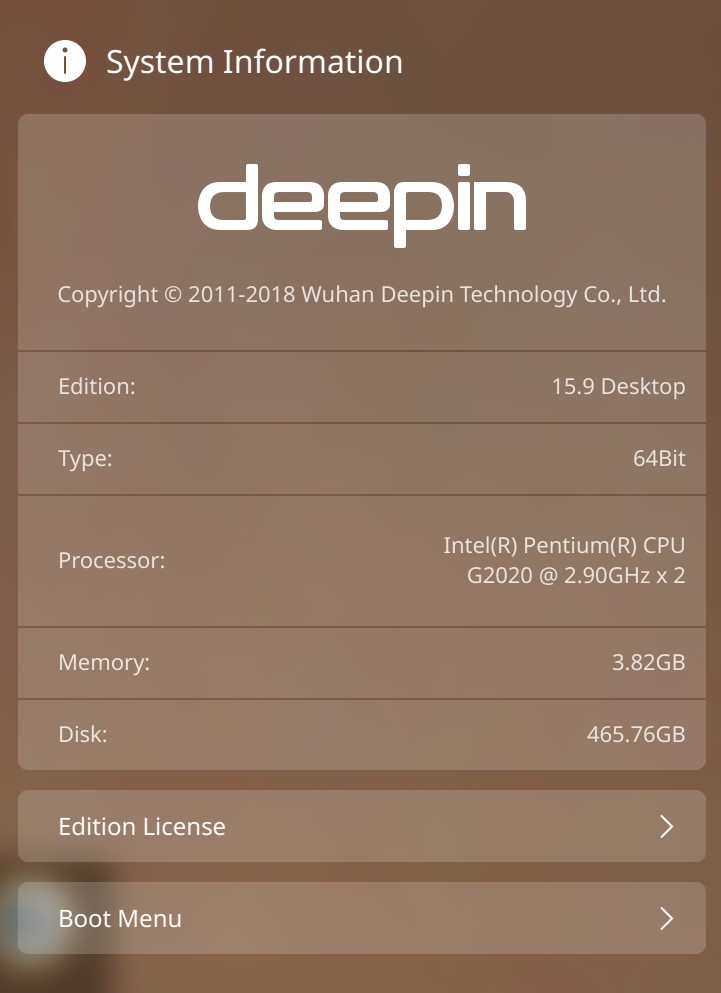 System Information
deepin
Copyright © 2011-2018 Wuhan Deepin Technology Co., Ltd.
Edition: 15.9 Desktop
Type: 64Bit
Processor: Intel(R) Pentium(R) CPU
G2020 @ 2.90GHz x 2
Memory: 3.82GB
Disk: 465.76GB
Edition License
Boot Menu